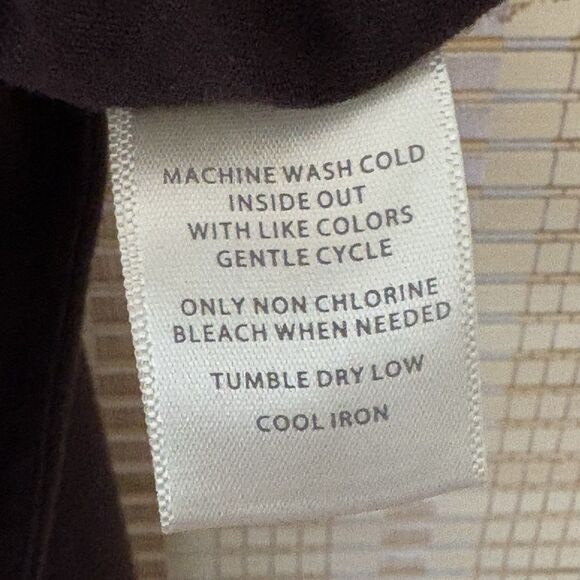 MACHINE WASH COLD
INSIDE OUT
WITH LIKE COLORS
GENTLE CYCLE
ONLY NON CHLORINE
BLEACH WHEN NEEDED
TUMBLE DRY LOW
COOL IRON